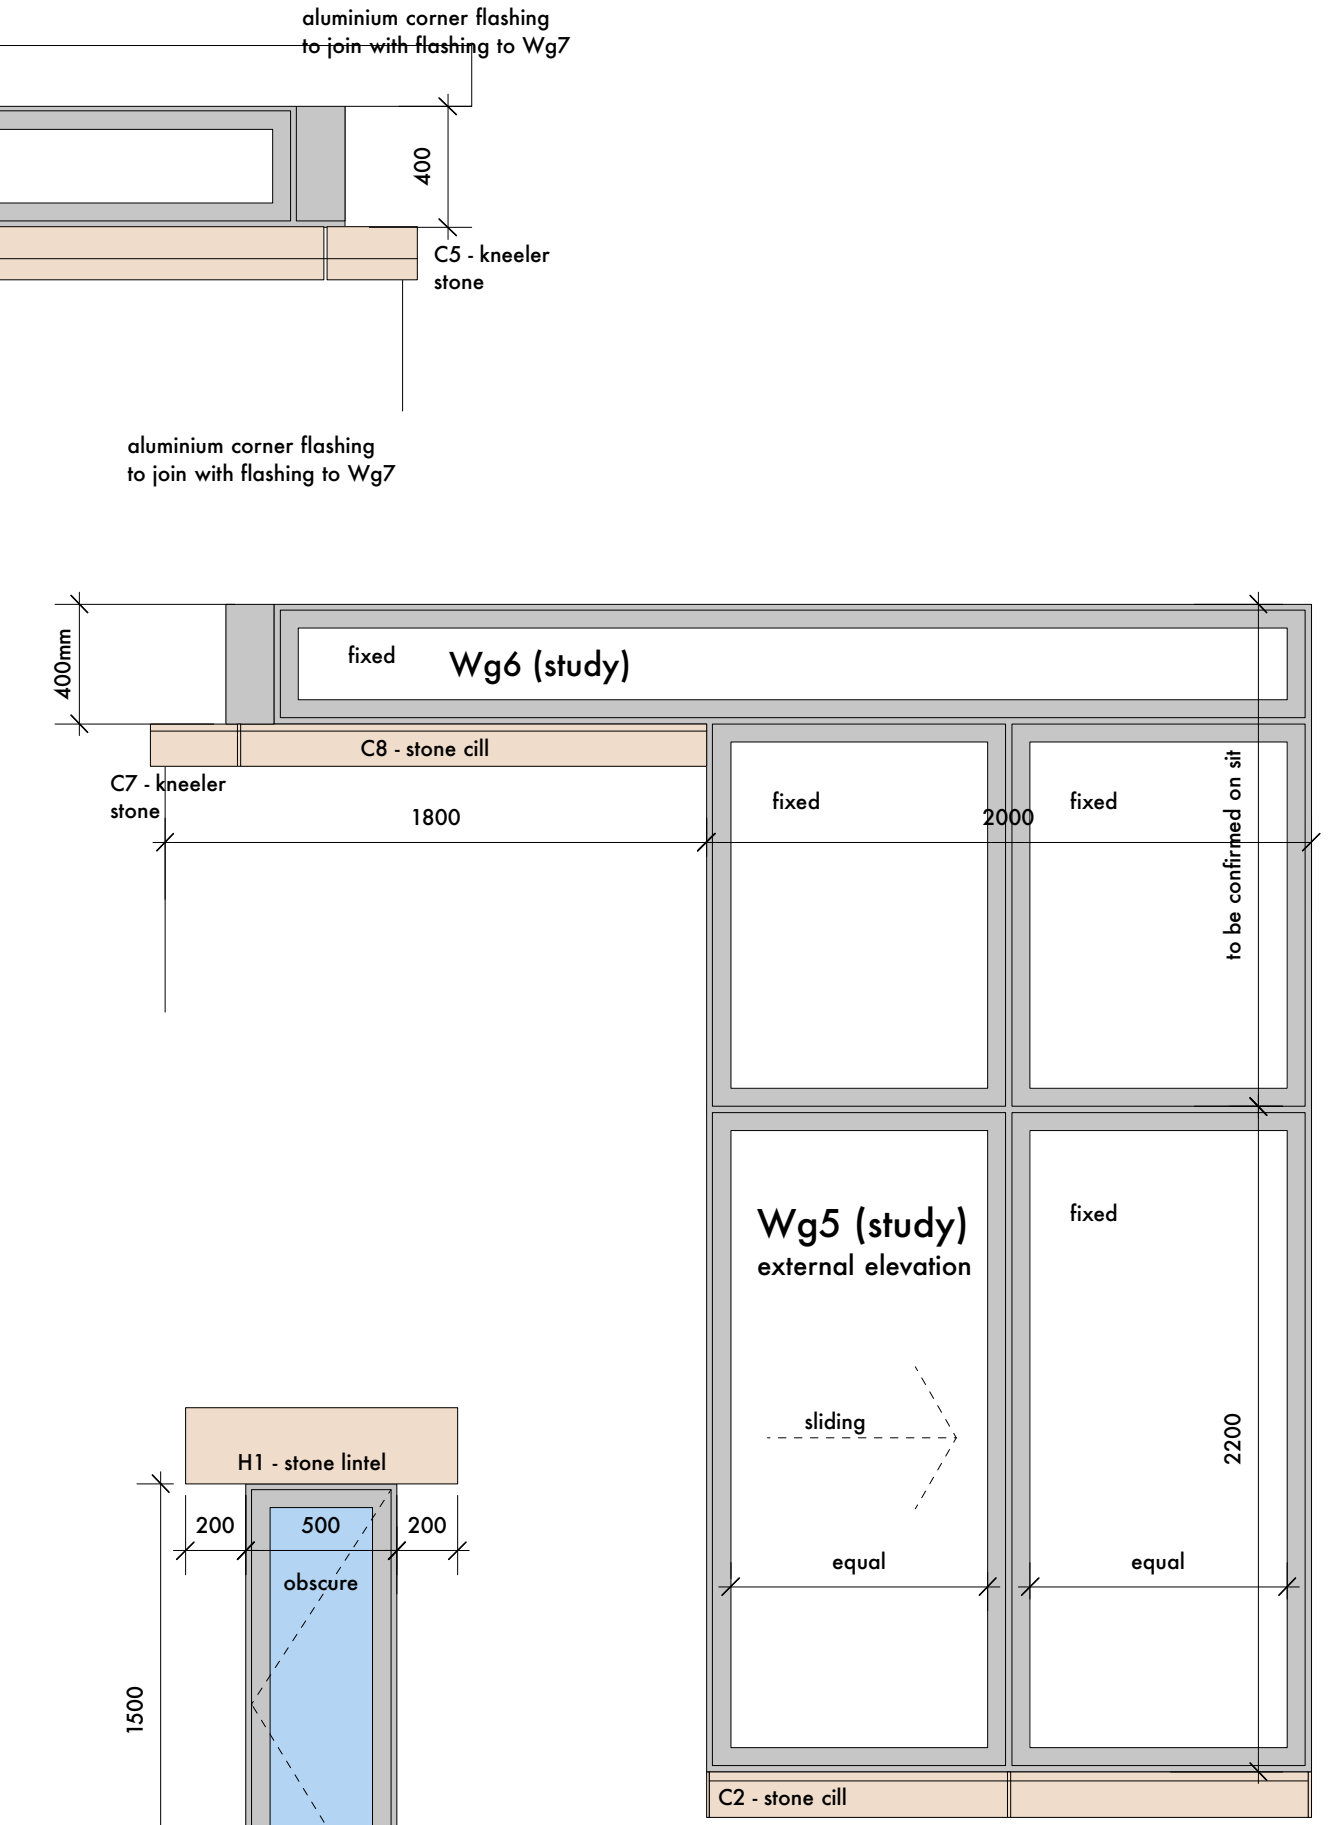 aluminium corner flashing
to join with flashing to Wg7
400
C5 - kneeler
stone
aluminium corner flashing
to join with flashing to Wg7
400mm
fixed
Wg6 (study)
C8 - stone cill
C7 - kneeler
stone
1800
fixed
2000
fixed
to be confirmed on sit
Wg5 (study)
external elevation
fixed
sliding
2200
H1 - stone lintel
200
500
200
obscure
equal
equal
1500
C2 - stone cill